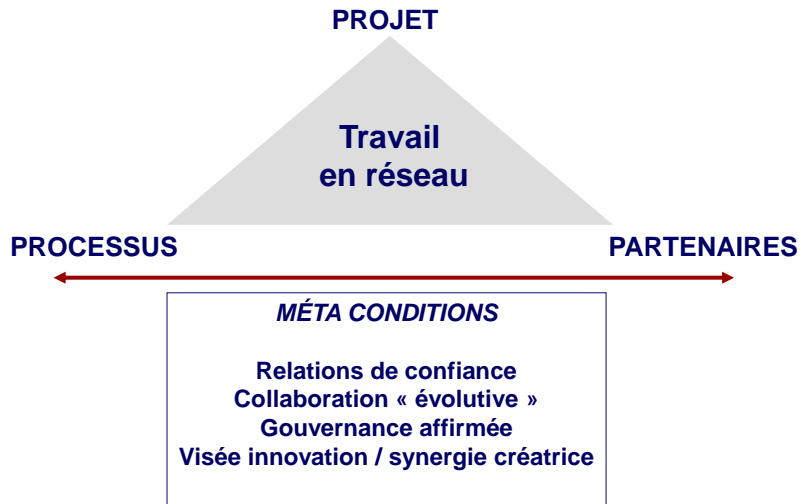 PROJET
Travail
en réseau
PROCESSUS
PARTENAIRES
MÉTA CONDITIONS
Relations de confiance
Collaboration « évolutive »
Gouvernance affirmée
Visée innovation / synergie créatrice